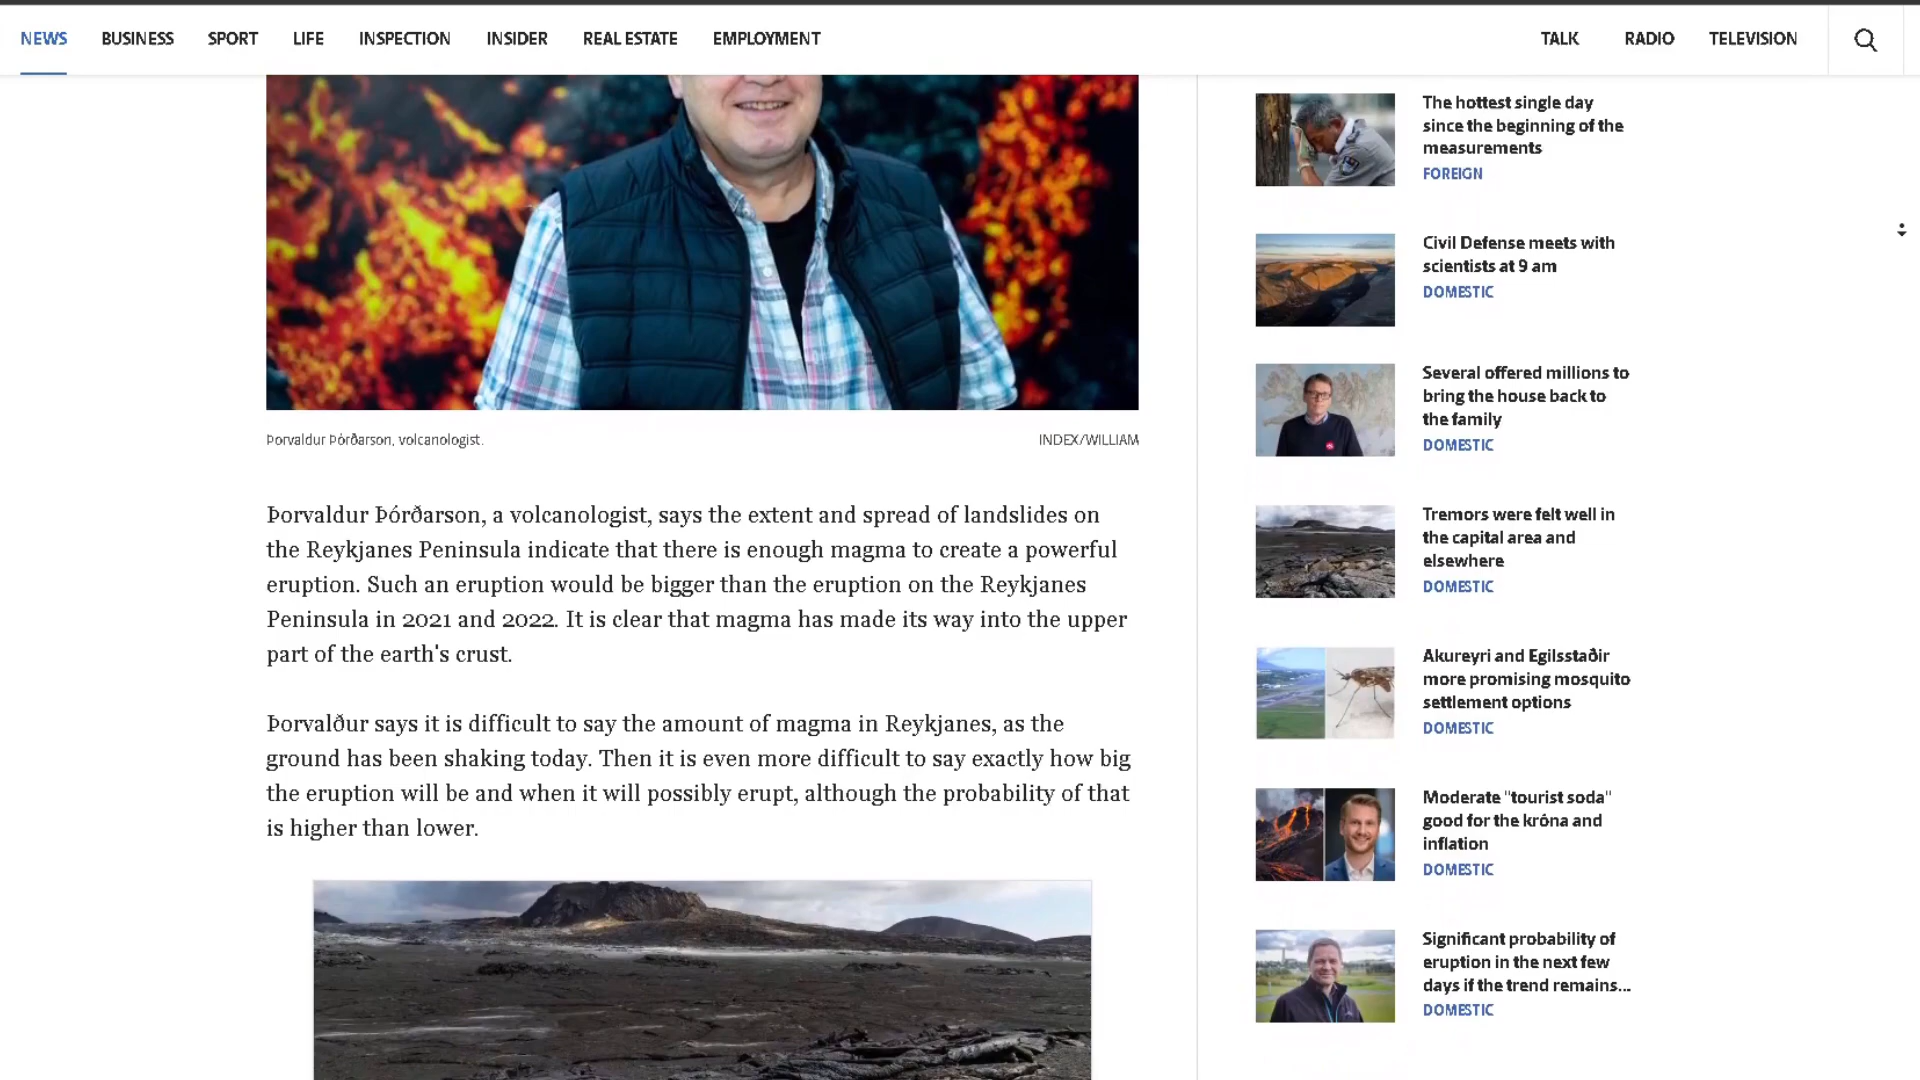 NEWS BUSINESS SPORT LIFE INSPECTION INSIDER REAL ESTATE EMPLOYMENT TALK RADIO TELEVISION
Þorvaldur Þórðarson, volcanologist. INDEX/WILLIAM
Þorvaldur Þórðarson, a volcanologist, says the extent and spread of landslides on
the Reykjanes Peninsula indicate that there is enough magma to create a powerful
eruption. Such an eruption would be bigger than the eruption on the Reykjanes
Peninsula in 2021 and 2022. It is clear that magma has made its way into the upper
part of the earth's crust.
Þorvalður says it is difficult to say the amount of magma in Reykjanes, as the
ground has been shaking today. Then it is even more difficult to say exactly how big
the eruption will be and when it will possibly erupt, although the probability of that
is higher than lower.
The hottest single day
since the beginning of the
measurements
FOREIGN
Civil Defense meets with
scientists at 9 am
DOMESTIC
Several offered millions to
bring the house back to
the family
DOMESTIC
Tremors were felt well in
the capital area and
elsewhere
DOMESTIC
Akureyri and Egilsstaðir
more promising mosquito
settlement options
DOMESTIC
Moderate "tourist soda"
good for the króna and
inflation
DOMESTIC
Significant probability of
eruption in the next few
days if the trend remains...
DOMESTIC